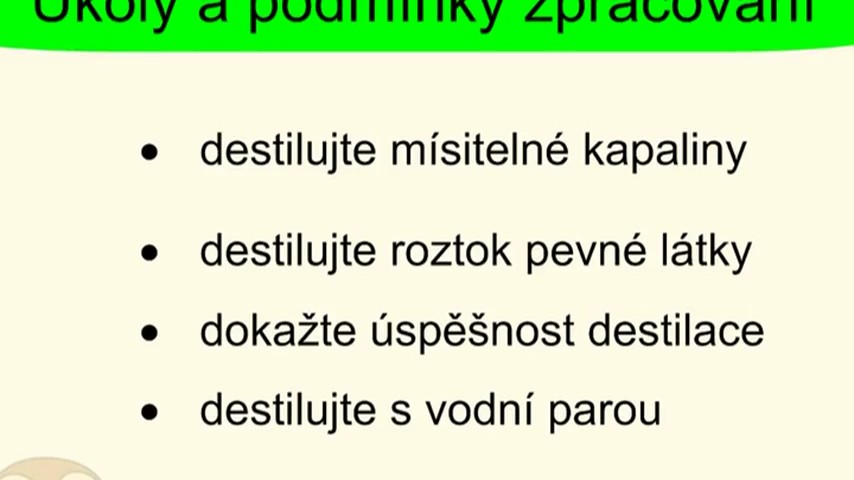 Úkoly a podmínky zpracování
destilujte mísitelné kapaliny
destilujte roztok pevné látky
dokažte úspěšnost destilace
destilujte s vodní parou